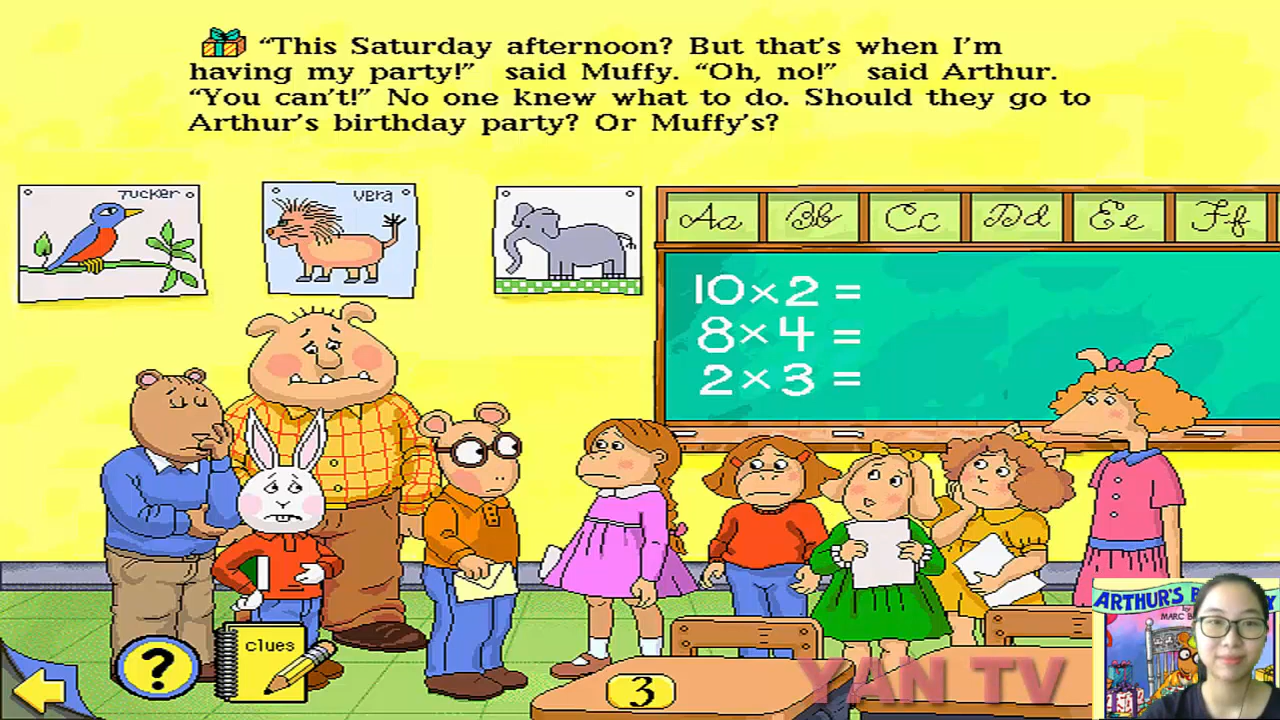 “This Saturday afternoon? But that’s when I’m
having my party!” said Muffy. “Oh, no!” said Arthur.
“You can’t!” No one knew what to do. Should they go to
Arthur’s birthday party? Or Muffy’s?
Tucker
Vera
Aa Bb Cc Dd Ee Ff
10×2=
8×4=
2×3=
?
clues
3
YAN TV
ARTHUR'S
MARC